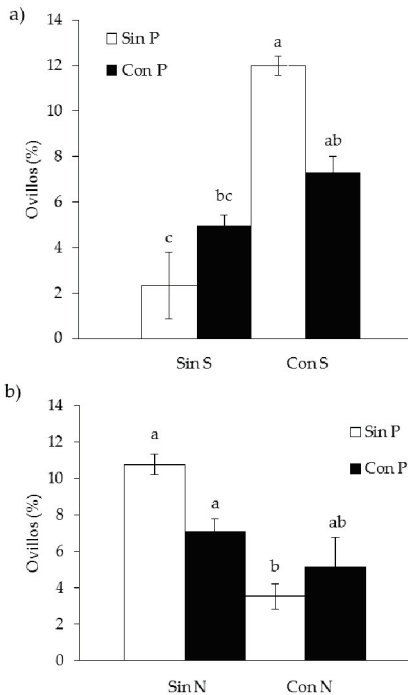 a)
14
12
10
8
6
4
2
0
Ovillos (%)
Sin P
Con P
c
bc
a
ab
Sin S
Con S
b)
14
12
10
8
6
4
2
0
Ovillos (%)
Sin P
Con P
a
a
b
ab
Sin N
Con N